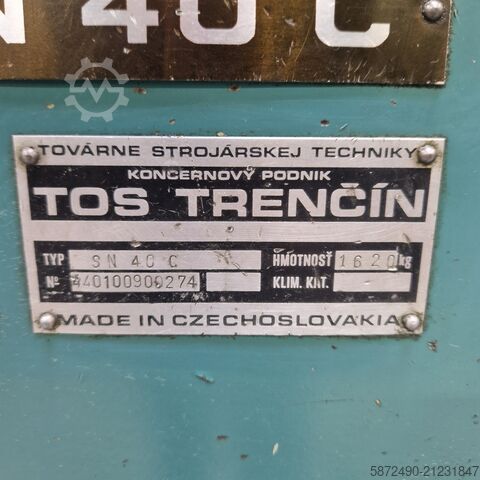 N 40 C
TOVÁRNE STROJÁRSKEJ TECHNIKY
KONCERNOVÝ PODNIK
TOS TRENČÍN
TYP SN 40 C HMOTNOSŤ 1620 kg
Nº 440100900274 KLIM. KAT.
MADE IN CZECHOSLOVAKIA
5872490-21231847